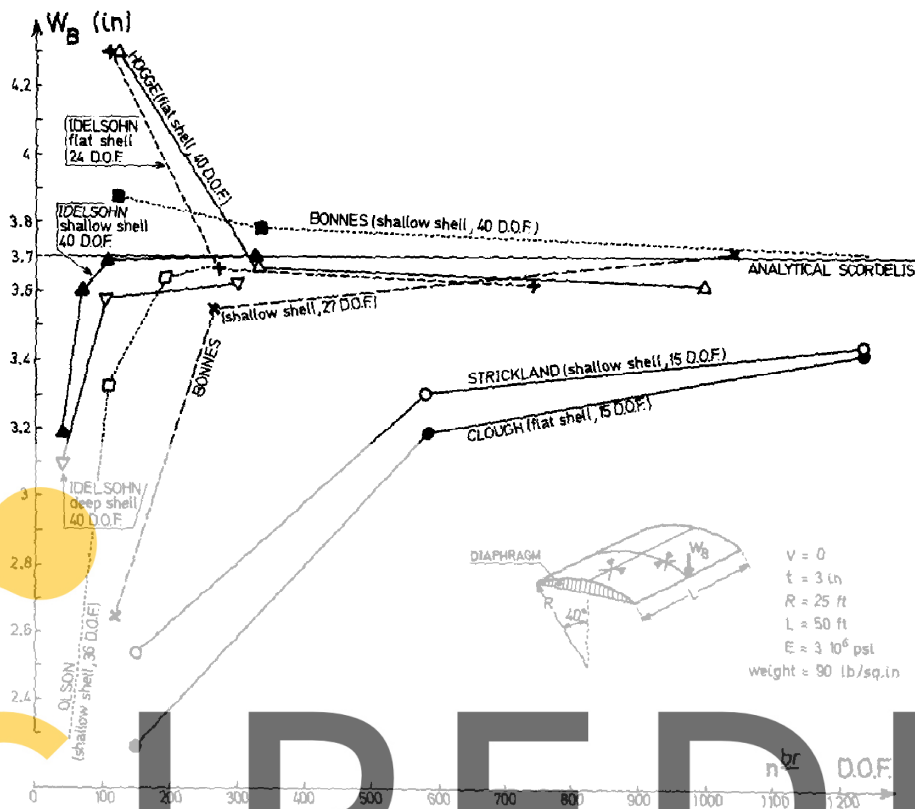 W_B (in)
4.2
4
3.9
3.8
3.7
3.6
3.4
3.2
3
2.8
2.6
2.4
HOGGE (flat shell, 40 D.O.F.)
(IDELSOHN
flat shell
(24 D.O.F.
BONNES (shallow shell, 40 D.O.F.)
IDELSOHN
shallow shell
40 D.O.F.
ANALYTICAL SCORDELIS
(shallow shell, 27 D.O.F.)
BONNES
STRICKLAND (shallow shell, 15 D.O.F.)
CLOUGH (flat shell, 15 D.O.F.)
IDELSOHN
deep shell
40 D.O.F.
OLSON
(shallow shell, 36 D.O.F.)
DIAPHRAGM
W_B
R
40°
L
ν = 0
t = 3 in
R = 25 ft
L = 50 ft
E = 3 10⁶ psi
weight = 90 lb/sq.in
nbr D.O.F.
0 100 200 300 400 500 600 700 800 900 1000 1100 1200